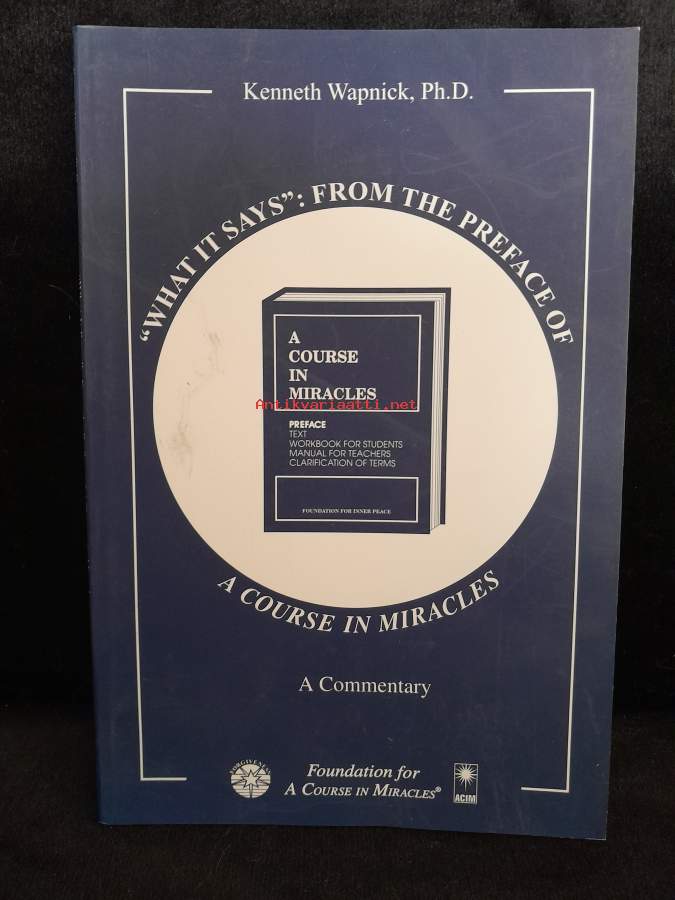 Kenneth Wapnick, Ph.D.
"WHAT IT SAYS": FROM THE PREFACE OF
A
COURSE
IN
MIRACLES
Antikvariaatti.net
PREFACE
TEXT
WORKBOOK FOR STUDENTS
MANUAL FOR TEACHERS
CLARIFICATION OF TERMS
FOUNDATION FOR INNER PEACE
A COURSE IN MIRACLES
A Commentary
FORGIVENESS
Foundation for
A COURSE IN MIRACLES®
ACIM